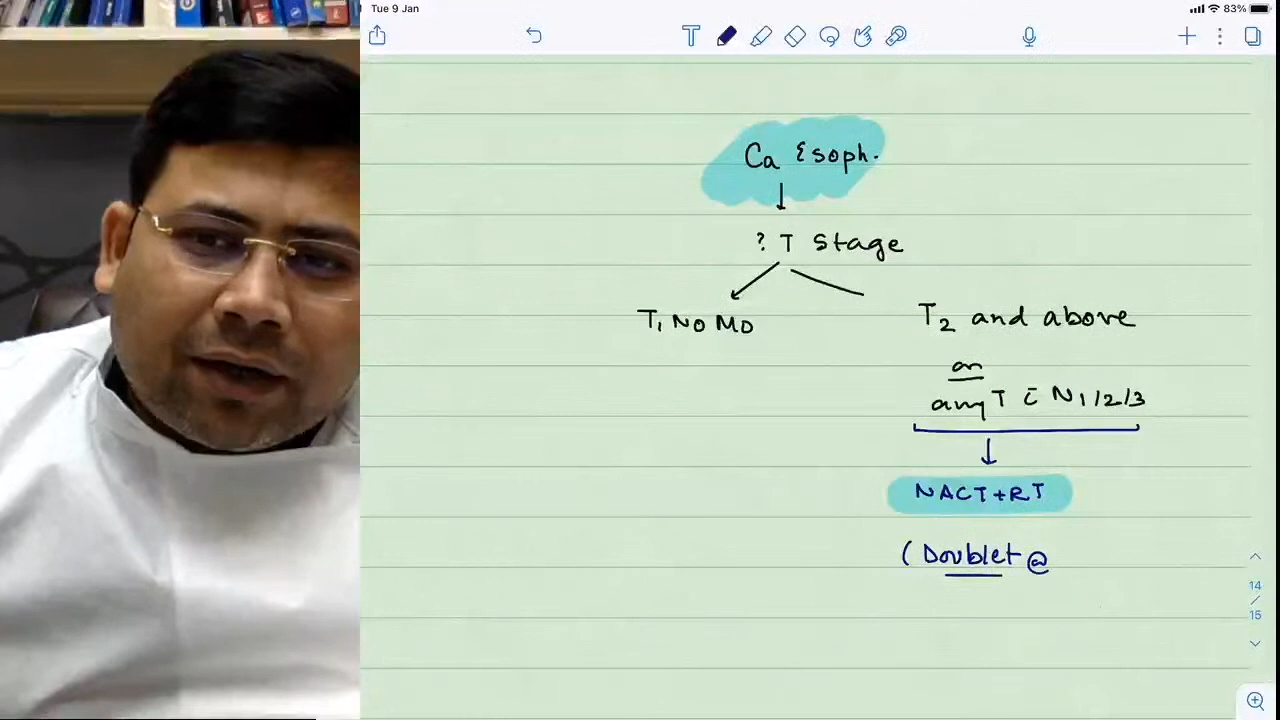 Tue 9 Jan
83%
T
Ca Esoph.
? T Stage
T1 N0 M0
T2 and above
or
any T c̄ N1/2/3
NACT+RT
(Doublet @
14
/
15